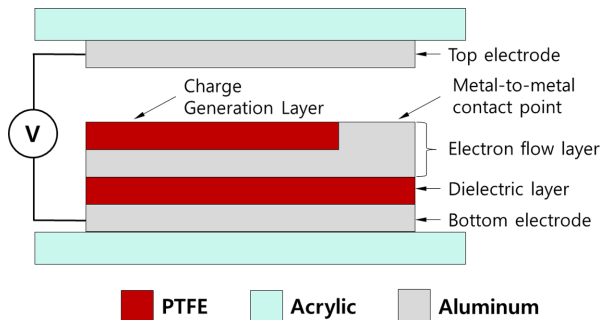 Top electrode
Charge
Generation Layer
Metal-to-metal
contact point
V
Electron flow layer
Dielectric layer
Bottom electrode
PTFE
Acrylic
Aluminum